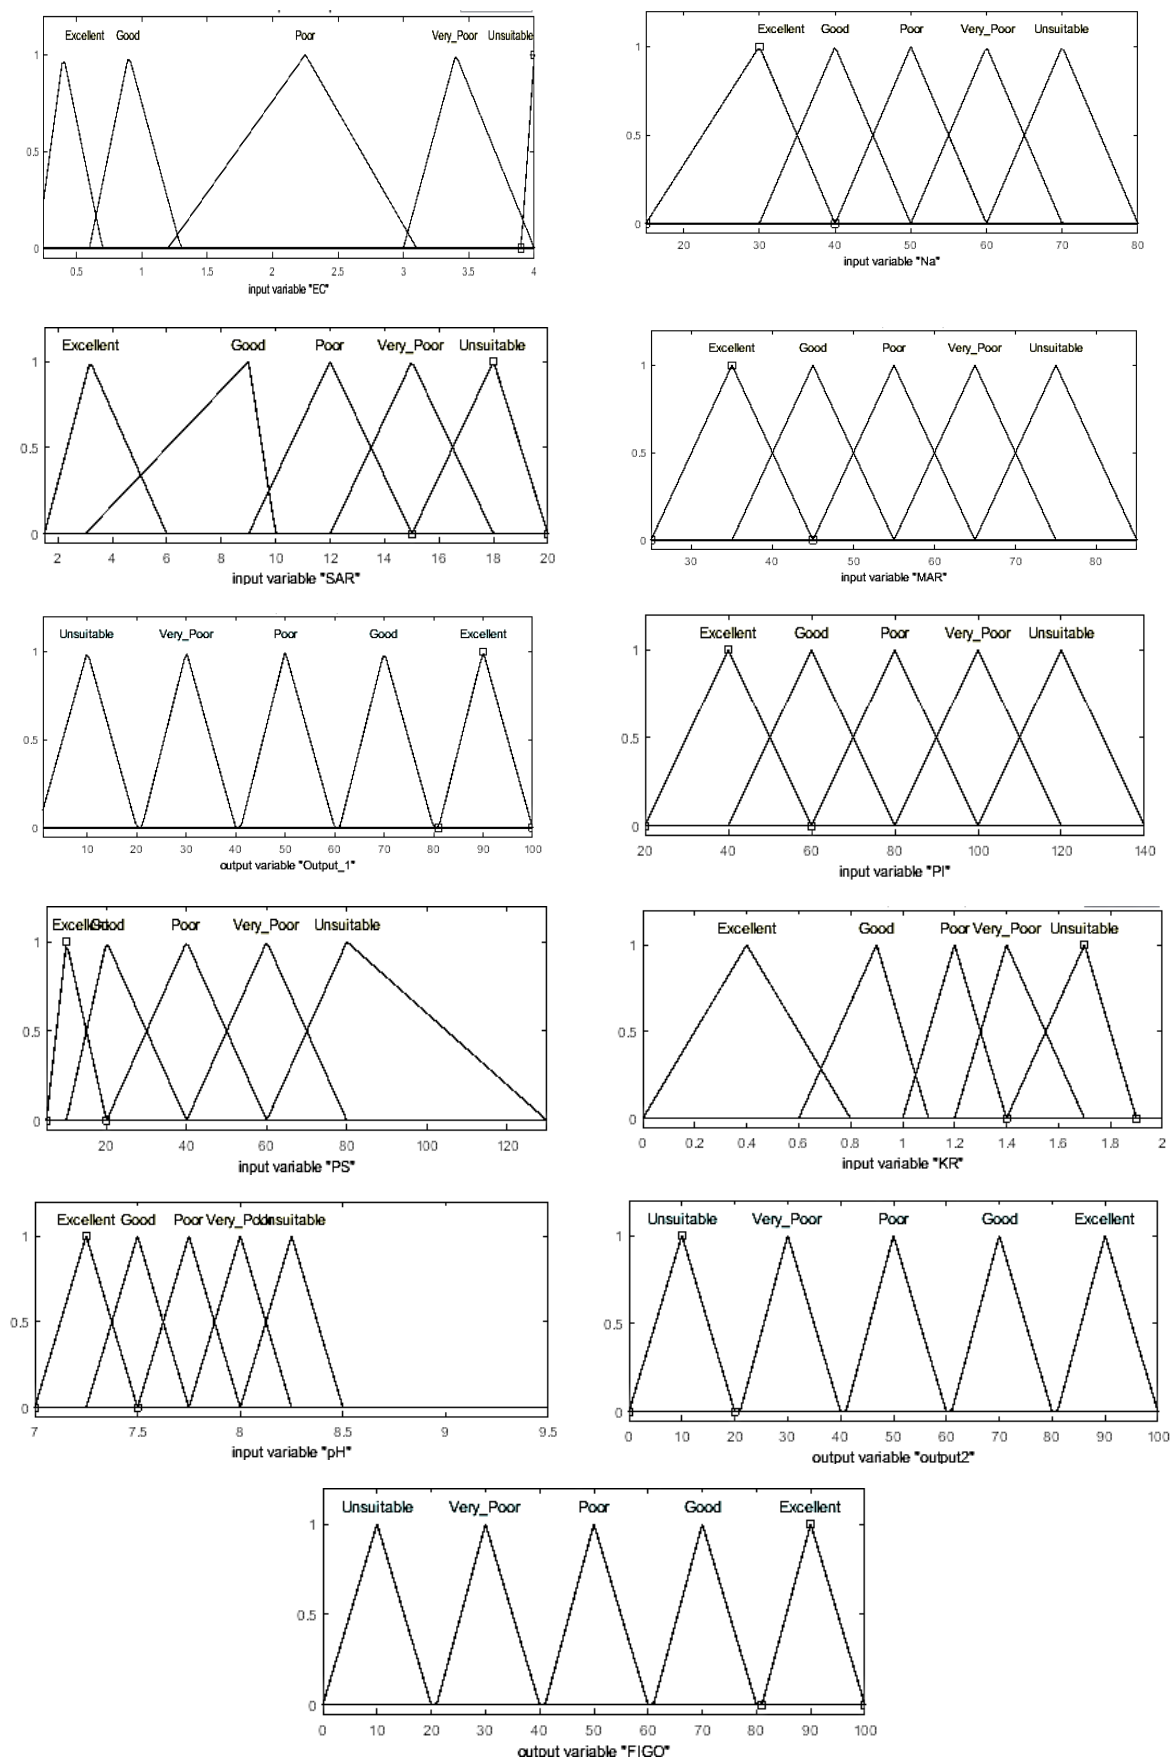 Excellent Good Poor Very_Poor Unsuitable
1
0.5
0
0.5 1 1.5 2 2.5 3 3.5 4
input variable "EC"
Excellent Good Poor Very_Poor Unsuitable
1
0.5
0
20 30 40 50 60 70 80
input variable "Na"
Excellent Good Poor Very_Poor Unsuitable
1
0.5
0
2 4 6 8 10 12 14 16 18 20
input variable "SAR"
Excellent Good Poor Very_Poor Unsuitable
1
0.5
0
30 40 50 60 70 80
input variable "MAR"
Unsuitable Very_Poor Poor Good Excellent
1
0.5
0
10 20 30 40 50 60 70 80 90 100
output variable "Output_1"
Excellent Good Poor Very_Poor Unsuitable
1
0.5
0
20 40 60 80 100 120 140
input variable "PI"
Excellent Good Poor Very_Poor Unsuitable
1
0.5
0
20 40 60 80 100 120
input variable "PS"
Excellent Good Poor Very_Poor Unsuitable
1
0.5
0
0 0.2 0.4 0.6 0.8 1 1.2 1.4 1.6 1.8 2
input variable "KR"
Excellent Good Poor Very_Poor Unsuitable
1
0.5
0
7 7.5 8 8.5 9 9.5
input variable "pH"
Unsuitable Very_Poor Poor Good Excellent
1
0.5
0
0 10 20 30 40 50 60 70 80 90 100
output variable "output2"
Unsuitable Very_Poor Poor Good Excellent
1
0.5
0
0 10 20 30 40 50 60 70 80 90 100
output variable "FIGO"